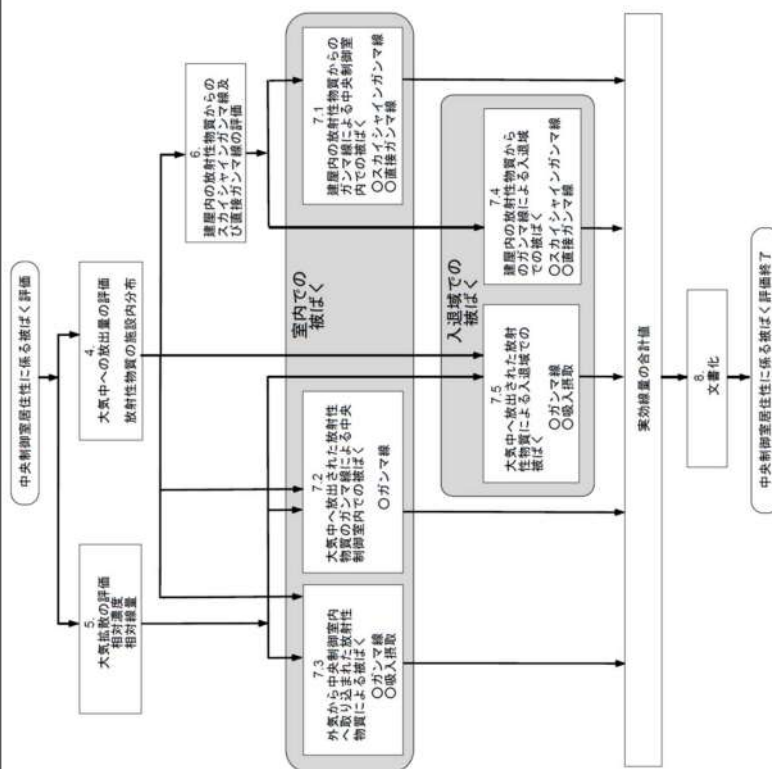 中央制御室居住性に係る被ばく評価
5.
大気拡散の評価
相対濃度
相対線量
4.
大気中への放出量の評価
放射性物質の施設内分布
6.
建屋内の放射性物質からの
スカイシャインガンマ線及
び直接ガンマ線の評価
室内での
被ばく
7.3
外気から中央制御室内
へ取り込まれた放射性
物質による被ばく
○ガンマ線
○吸入摂取
7.2
大気中へ放出された放射性
物質のガンマ線による中央
制御室内での被ばく
○ガンマ線
7.1
建屋内の放射性物質からの
ガンマ線による中央制御室
内での被ばく
○スカイシャインガンマ線
○直接ガンマ線
入退域での
被ばく
7.5
大気中へ放出された放射
性物質による入退域での
被ばく
○ガンマ線
○吸入摂取
7.4
建屋内の放射性物質から
のガンマ線による入退域
での被ばく
○スカイシャインガンマ線
○直接ガンマ線
実効線量の合計値
8.
文書化
中央制御室居住性に係る被ばく評価終了